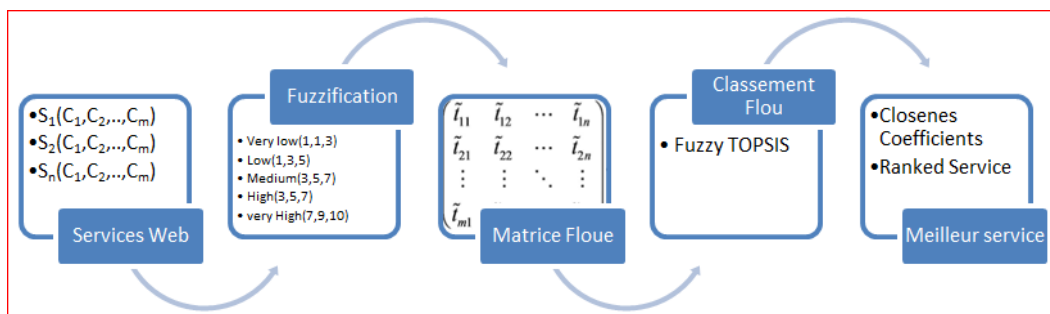 •S₁(C₁,C₂,..,Cₘ)
•S₂(C₁,C₂,..,Cₘ)
•Sₙ(C₁,C₂,..,Cₘ)
Services Web
Fuzzification
• Very low(1,1,3)
• Low(1,3,5)
• Medium(3,5,7)
• High(3,5,7)
• very High(7,9,10)
t̃₁₁ t̃₁₂ ⋯ t̃₁ₙ
t̃₂₁ t̃₂₂ ⋯ t̃₂ₙ
⋮ ⋮ ⋱ ⋮
t̃ₘ₁
Matrice Floue
Classement
Flou
• Fuzzy TOPSIS
•Closenes
Coefficients
•Ranked Service
Meilleur service